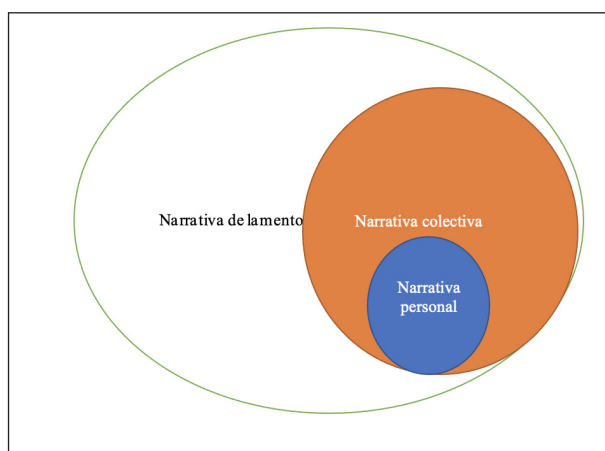 Narrativa de lamento
Narrativa colectiva
Narrativa
personal